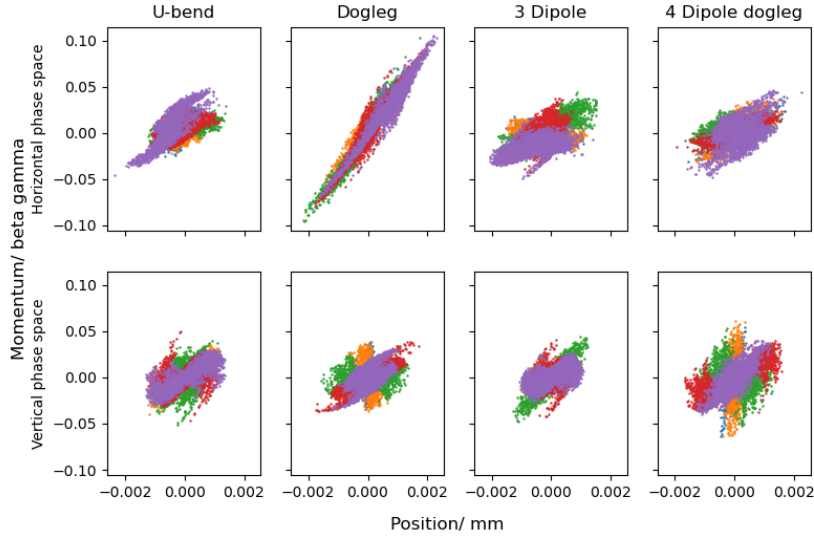 U-bend Dogleg 3 Dipole 4 Dipole dogleg
0.10
0.05
0.00
−0.05
−0.10
Horizontal phase space
Momentum/ beta gamma
0.10
0.05
0.00
−0.05
−0.10
Vertical phase space
−0.002 0.000 0.002 −0.002 0.000 0.002 −0.002 0.000 0.002 −0.002 0.000 0.002
Position/ mm